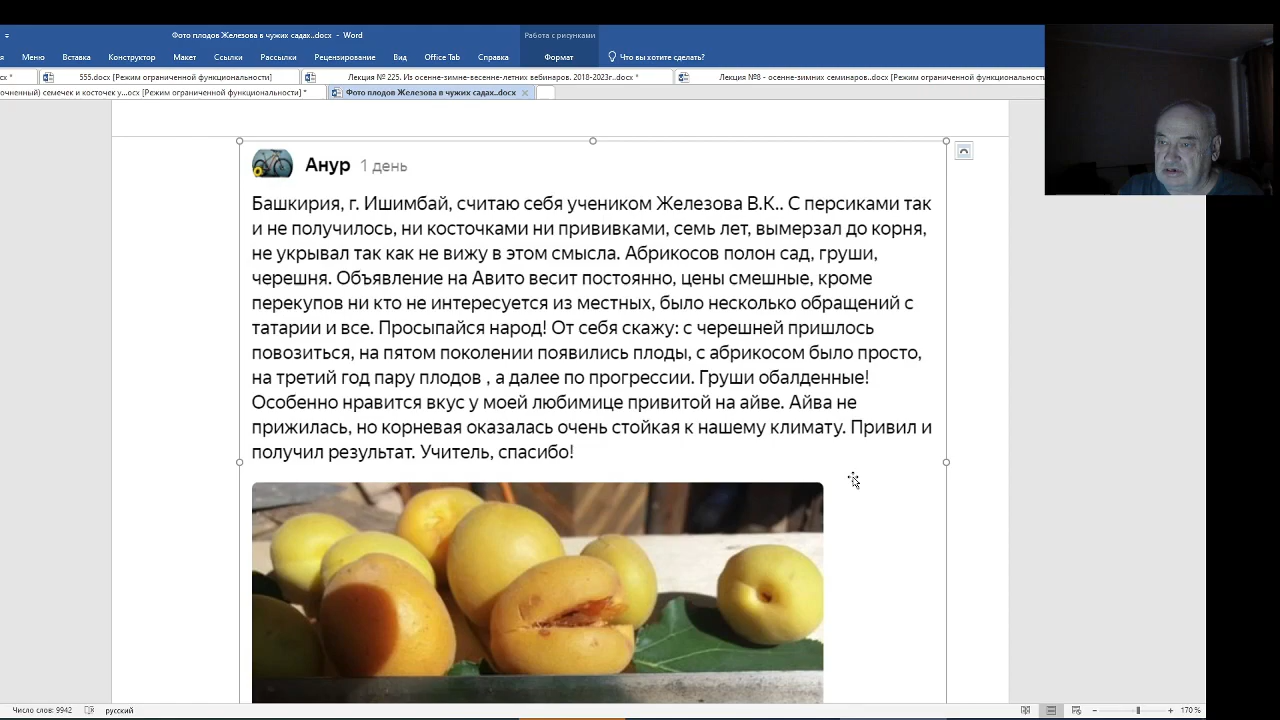 Фото плодов Железова в чужих садах..docx - Word
Работа с рисунками
Меню Вставка Конструктор Макет Ссылки Рассылки Рецензирование Вид Office Tab Справка Формат Что вы хотите сделать?
cx * 555.docx [Режим ограниченной функциональности] Лекция № 225. Из осенне-зимне-весенне-летних вебинаров. 2018-2023г..docx * Лекция №8 - осенне-зимних семинаров..docx [Режим ограниченной функциональности]
очненный) семечек и косточек у...ocx [Режим ограниченной функциональности] * Фото плодов Железова в чужих садах..docx
Анур 1 день
Башкирия, г. Ишимбай, считаю себя учеником Железова В.К.. С персиками так
и не получилось, ни косточками ни прививками, семь лет, вымерзал до корня,
не укрывал так как не вижу в этом смысла. Абрикосов полон сад, груши,
черешня. Объявление на Авито весит постоянно, цены смешные, кроме
перекупов ни кто не интересуется из местных, было несколько обращений с
татарии и все. Просыпайся народ! От себя скажу: с черешней пришлось
повозиться, на пятом поколении появились плоды, с абрикосом было просто,
на третий год пару плодов , а далее по прогрессии. Груши обалденные!
Особенно нравится вкус у моей любимице привитой на айве. Айва не
прижилась, но корневая оказалась очень стойкая к нашему климату. Привил и
получил результат. Учитель, спасибо!
Число слов: 9942 русский 170 %